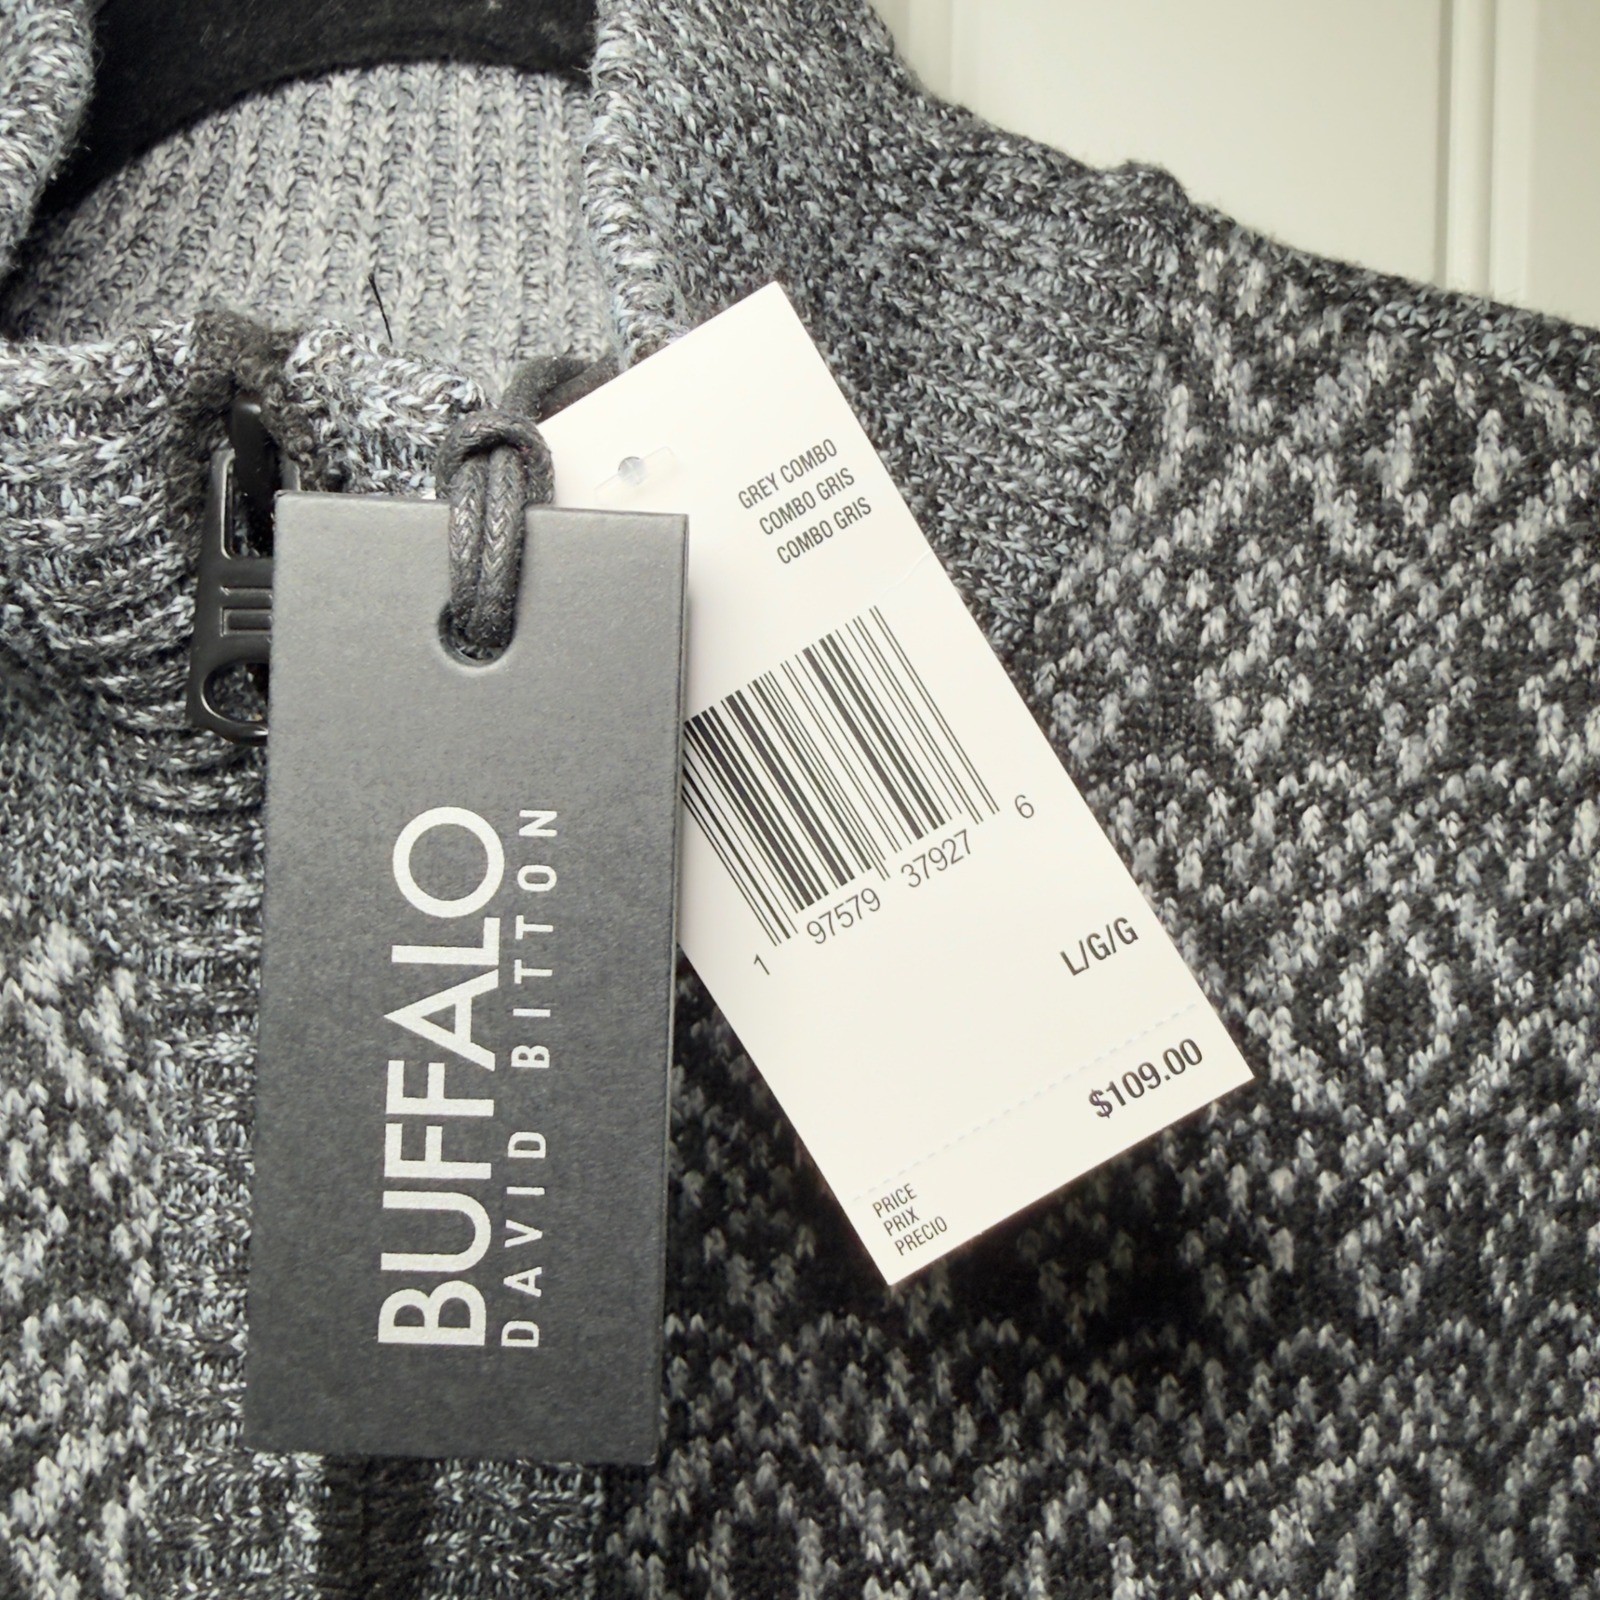 BUFFALO
DAVID BITTON
GREY COMBO
COMBO GRIS
COMBO GRIS
1 97579 37927 6
L/G/G
$109.00
PRICE
PRIX
PRECIO